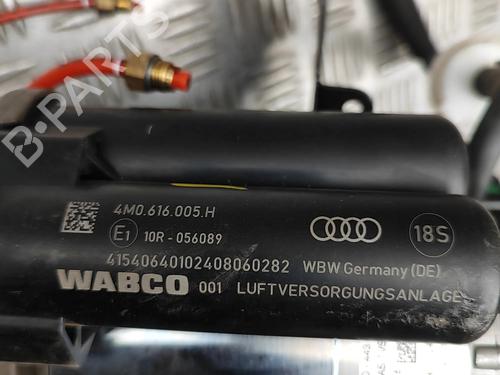 B-PARTS
4M0.616.005.H
E1 10R-056089
18S
41540640102408060282 WBW Germany (DE)
WABCO 001 LUFTVERSORGUNGSANLAGE